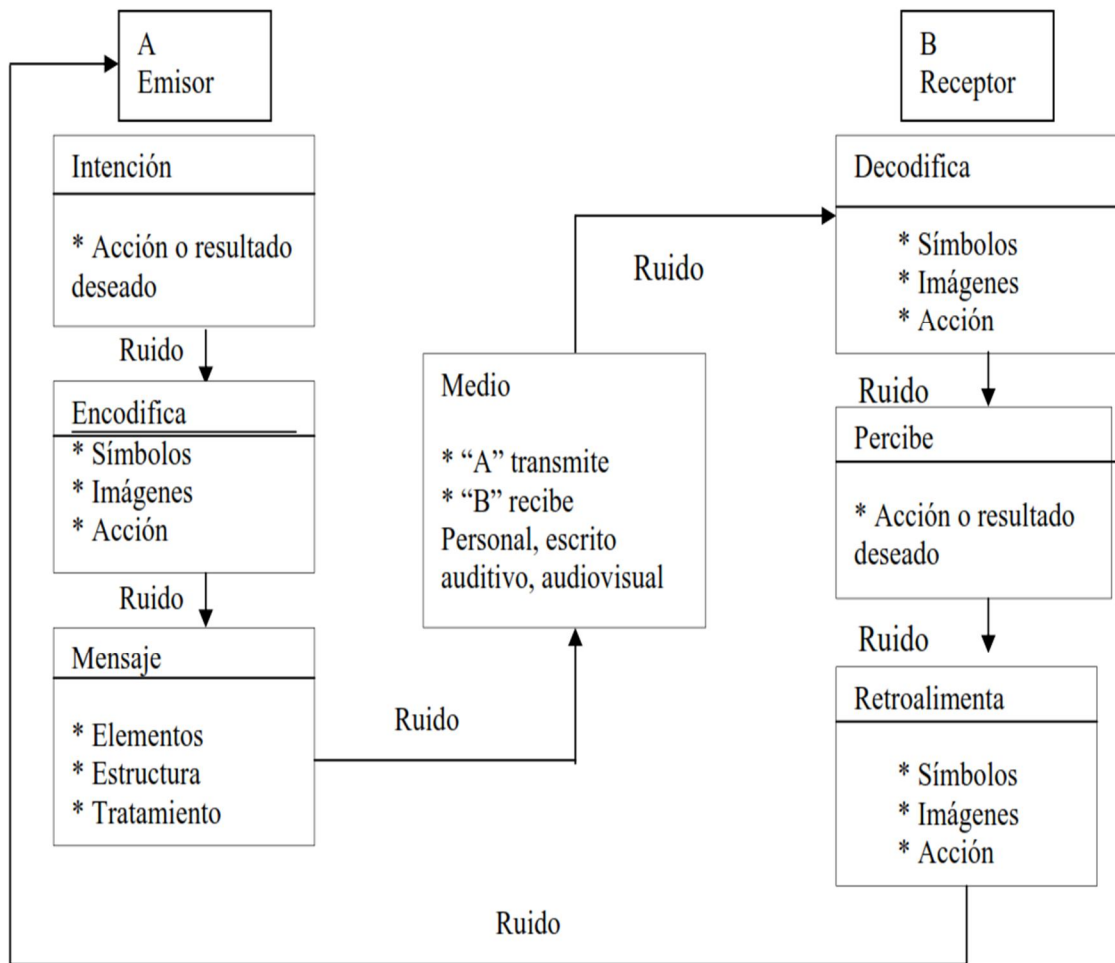 A
Emisor
Intención
* Acción o resultado
deseado
Ruido
Encodifica
* Símbolos
* Imágenes
* Acción
Ruido
Mensaje
* Elementos
* Estructura
* Tratamiento
Ruido
Medio
* “A” transmite
* “B” recibe
Personal, escrito
auditivo, audiovisual
Ruido
B
Receptor
Decodifica
* Símbolos
* Imágenes
* Acción
Ruido
Percibe
* Acción o resultado
deseado
Ruido
Retroalimenta
* Símbolos
* Imágenes
* Acción
Ruido